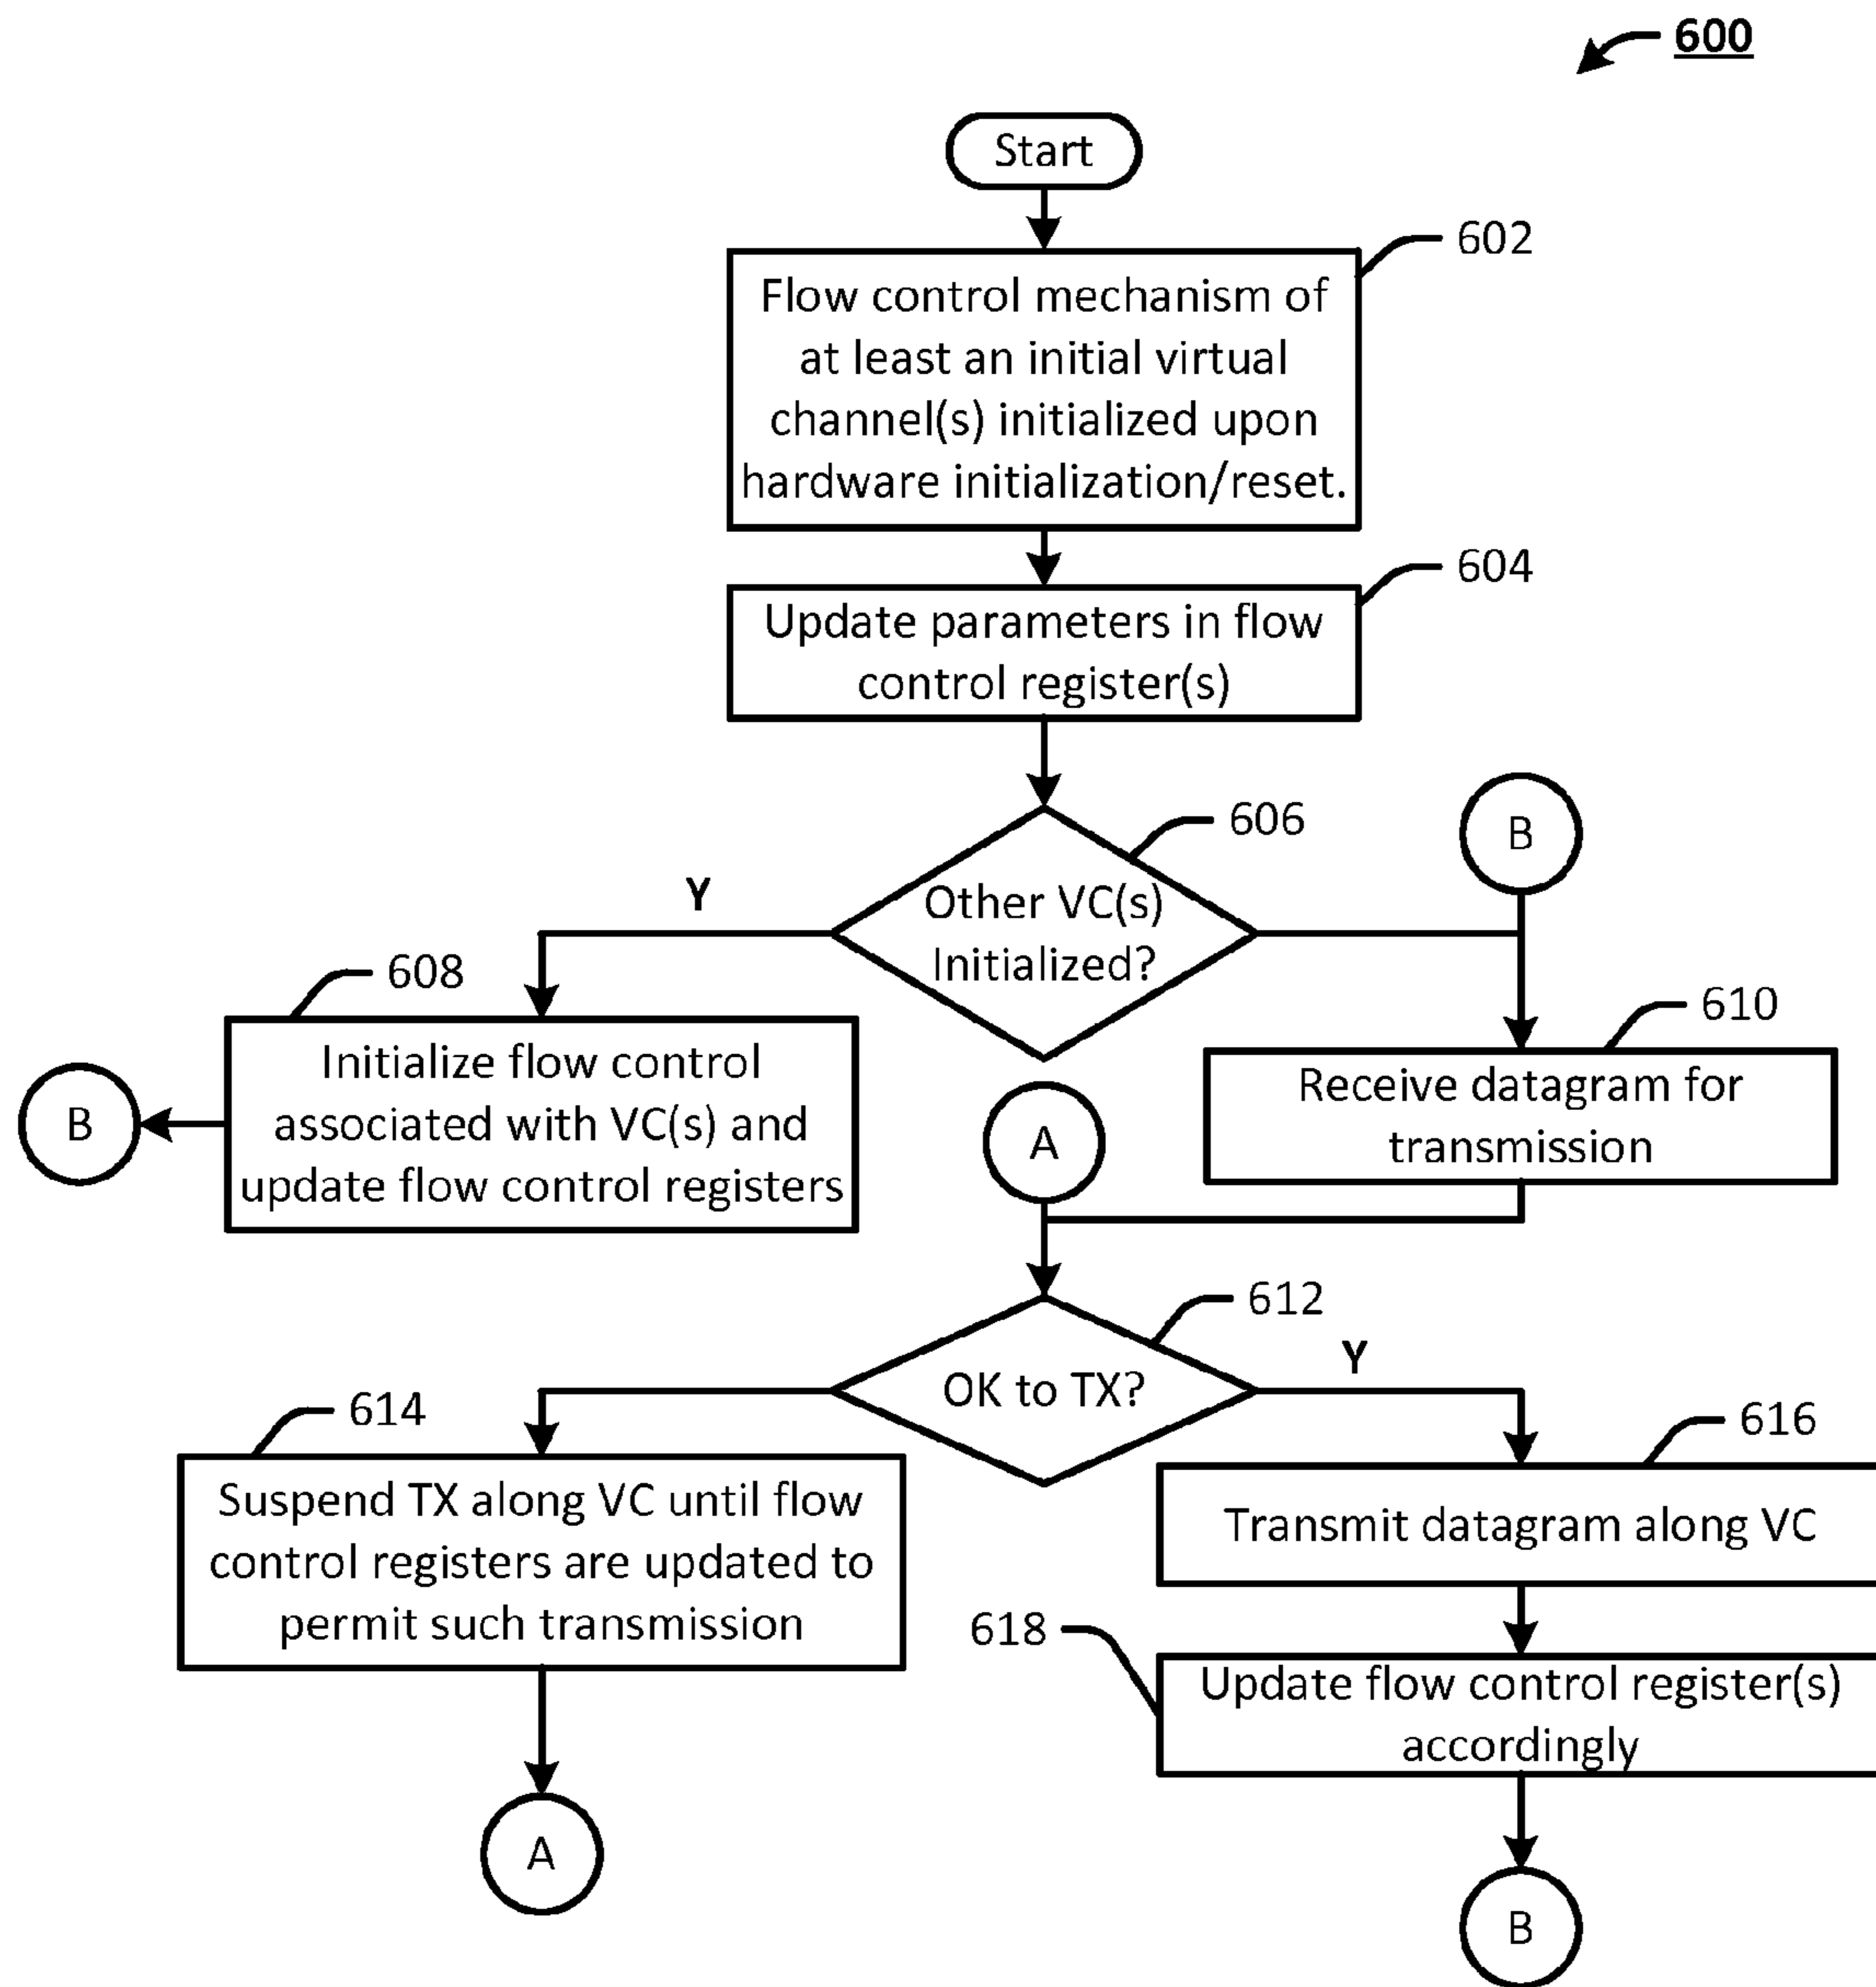 600
Start
602
Flow control mechanism of
at least an initial virtual
channel(s) initialized upon
hardware initialization/reset.
604
Update parameters in flow
control register(s)
606
B
Y
Other VC(s)
Initialized?
608
610
Initialize flow control
associated with VC(s) and
update flow control registers
B
A
Receive datagram for
transmission
612
Y
OK to TX?
614
616
Suspend TX along VC until flow
control registers are updated to
permit such transmission
Transmit datagram along VC
618
Update flow control register(s)
accordingly
A
B